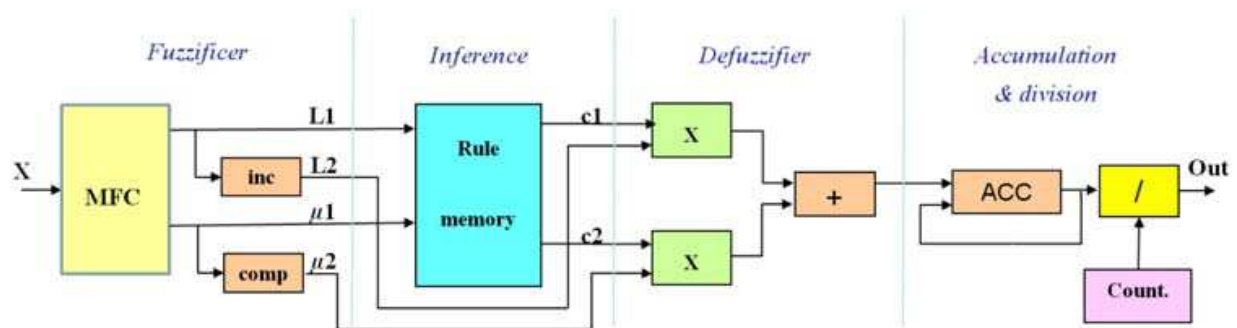 Fuzzificer
Inference
Defuzzifier
Accumulation
& division
X
MFC
L1
inc
L2
μ1
comp
μ2
Rule
memory
c1
c2
X
X
+
ACC
/
Out
Count.